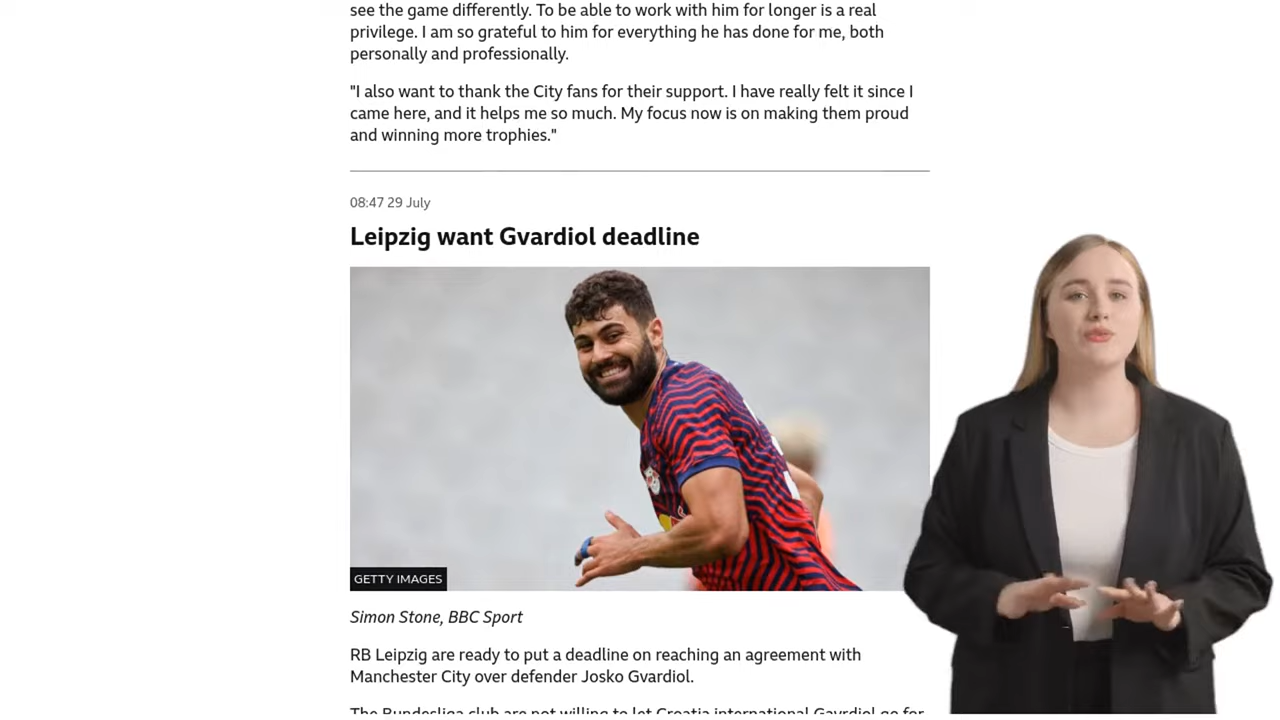 see the game differently. To be able to work with him for longer is a real
privilege. I am so grateful to him for everything he has done for me, both
personally and professionally.
"I also want to thank the City fans for their support. I have really felt it since I
came here, and it helps me so much. My focus now is on making them proud
and winning more trophies."
08:47 29 July
Leipzig want Gvardiol deadline
GETTY IMAGES
Simon Stone, BBC Sport
RB Leipzig are ready to put a deadline on reaching an agreement with
Manchester City over defender Josko Gvardiol.
The Bundesliga club are not willing to let Croatia international Gavrdiol go for